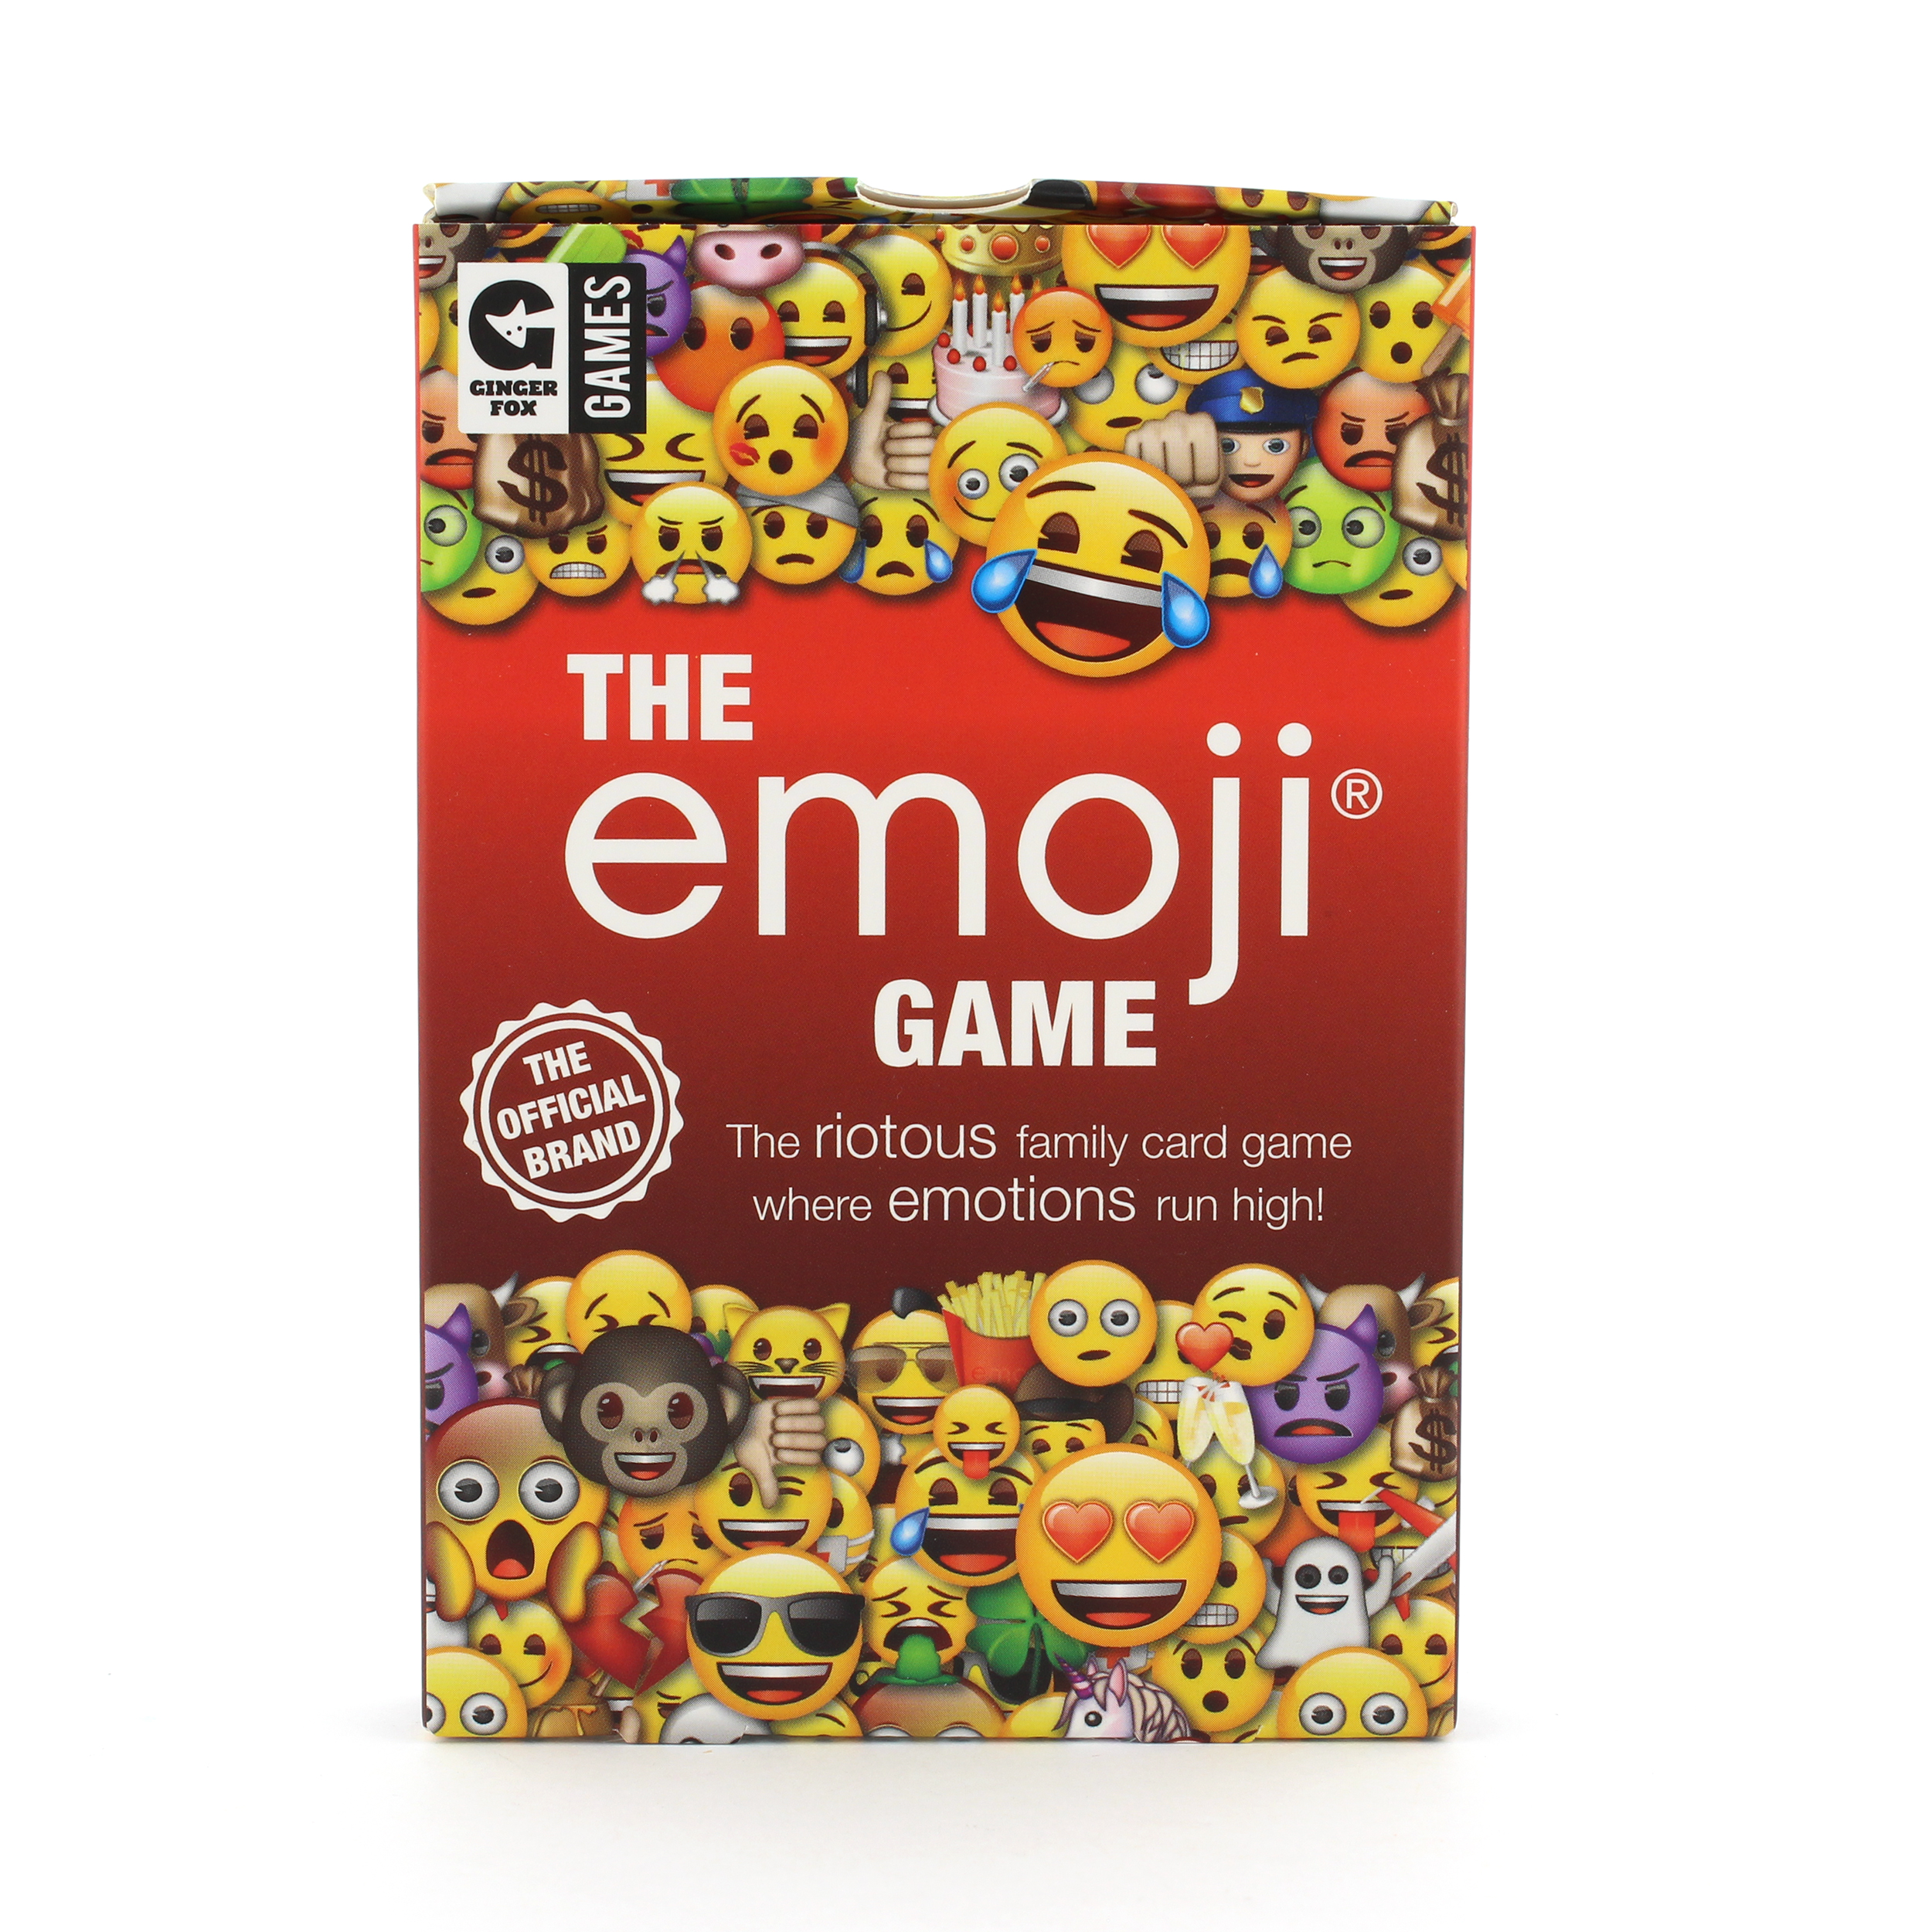 GINGER
FOX
GAMES
$
$
THE
emoji®
GAME
THE
OFFICIAL
BRAND
The riotous family card game
where emotions run high!
$